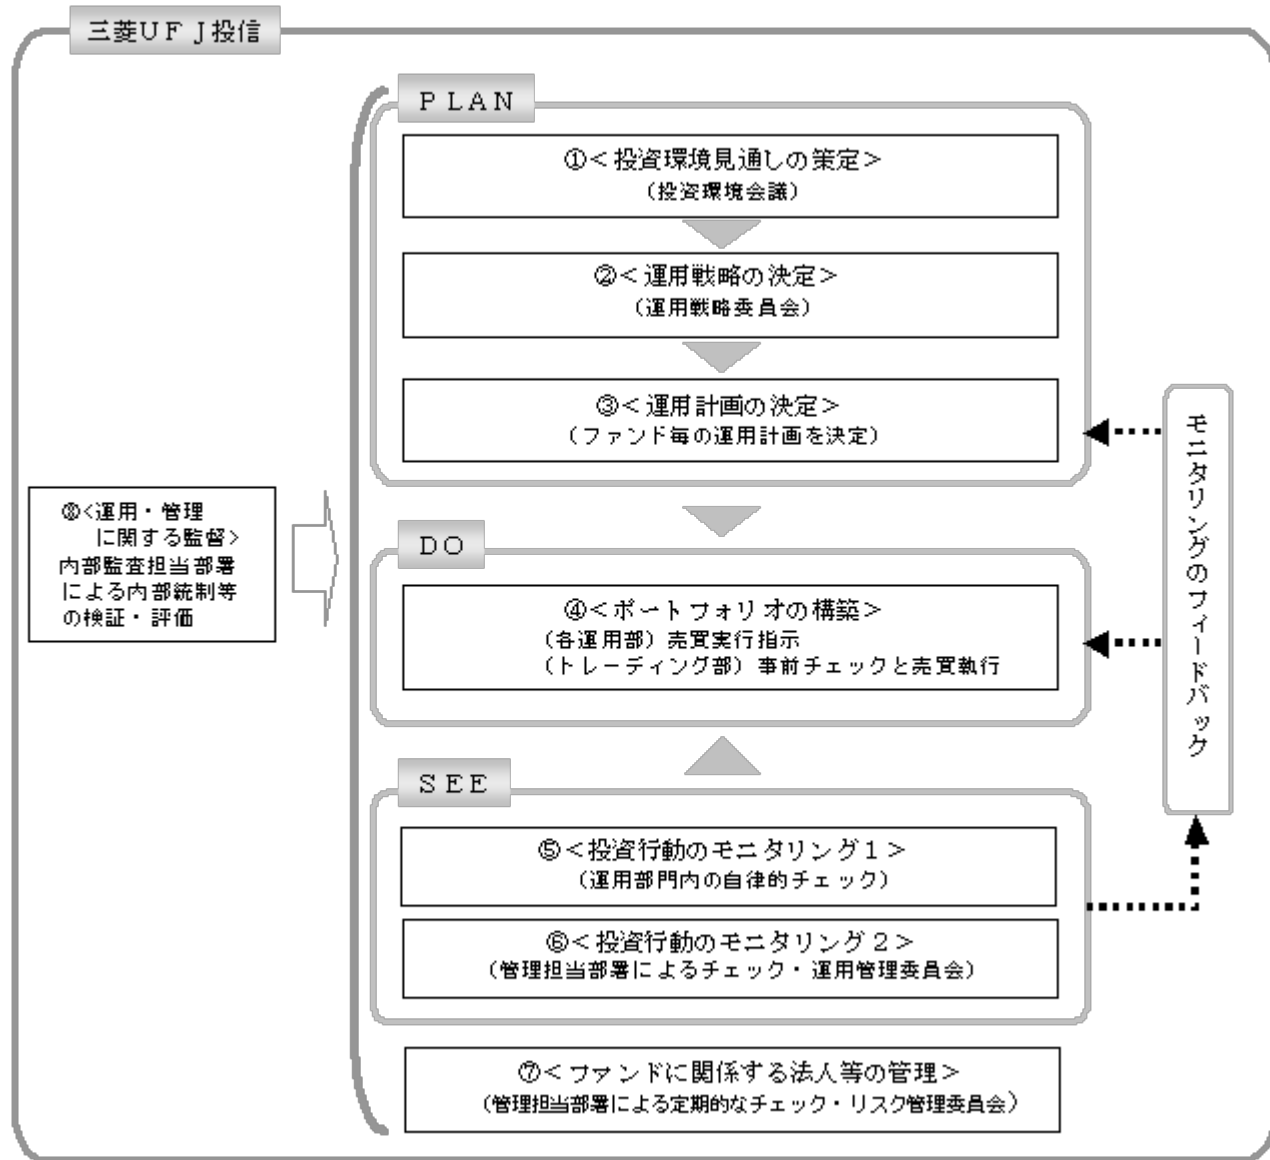 三菱ＵＦＪ投信
ＰＬＡＮ
①＜投資環境見通しの策定＞
（投資環境会議）
②＜運用戦略の決定＞
（運用戦略委員会）
③＜運用計画の決定＞
（ファンド毎の運用計画を決定）
⑧＜運用・管理
に関する監督＞
内部監査担当部署
による内部統制等
の検証・評価
ＤＯ
④＜ポートフォリオの構築＞
（各運用部）売買実行指示
（トレーディング部）事前チェックと売買執行
モニタリングのフィードバック
ＳＥＥ
⑤＜投資行動のモニタリング１＞
（運用部門内の自律的チェック）
⑥＜投資行動のモニタリング２＞
（管理担当部署によるチェック・運用管理委員会）
⑦＜ファンドに関係する法人等の管理＞
（管理担当部署による定期的なチェック・リスク管理委員会）